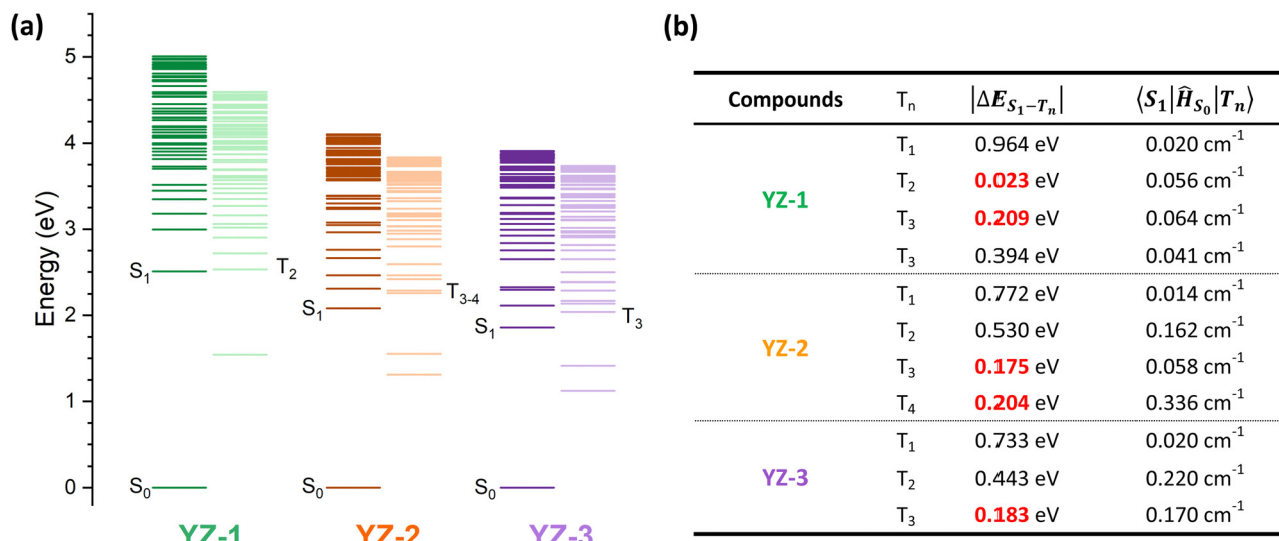 (a)
Energy (eV)
5
4
3
2
1
0
S₁
T₂
S₀
YZ-1
S₁
T₃₋₄
S₀
YZ-2
S₁
T₃
S₀
YZ-3
(b)
Compounds Tₙ |ΔE_{S₁−Tₙ}| ⟨S₁|Ĥ_{S₀}|Tₙ⟩
T₁ 0.964 eV 0.020 cm⁻¹
T₂ 0.023 eV 0.056 cm⁻¹
YZ-1
T₃ 0.209 eV 0.064 cm⁻¹
T₃ 0.394 eV 0.041 cm⁻¹
T₁ 0.772 eV 0.014 cm⁻¹
T₂ 0.530 eV 0.162 cm⁻¹
YZ-2
T₃ 0.175 eV 0.058 cm⁻¹
T₄ 0.204 eV 0.336 cm⁻¹
T₁ 0.733 eV 0.020 cm⁻¹
YZ-3 T₂ 0.443 eV 0.220 cm⁻¹
T₃ 0.183 eV 0.170 cm⁻¹